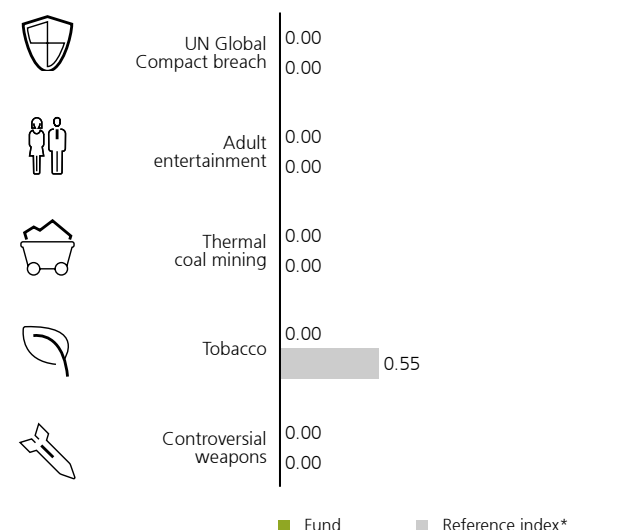 UN Global
Compact breach
0.00
0.00
Adult
entertainment
0.00
0.00
Thermal
coal mining
0.00
0.00
Tobacco
0.00
0.55
Controversial
weapons
0.00
0.00
Fund
Reference index*